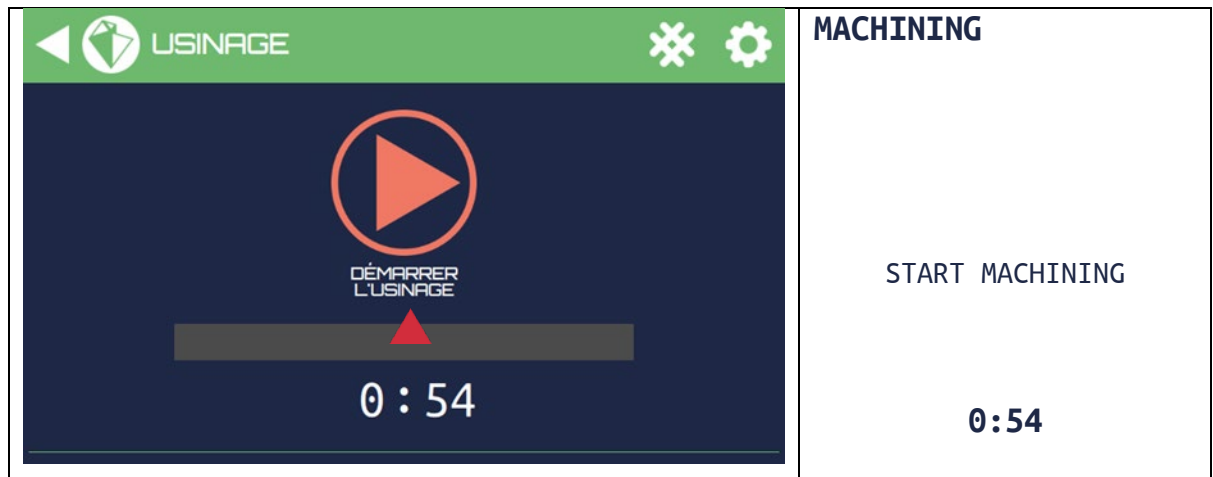 USINAGE
DÉMARRER
L'USINAGE
0:54
MACHINING
START MACHINING
0:54